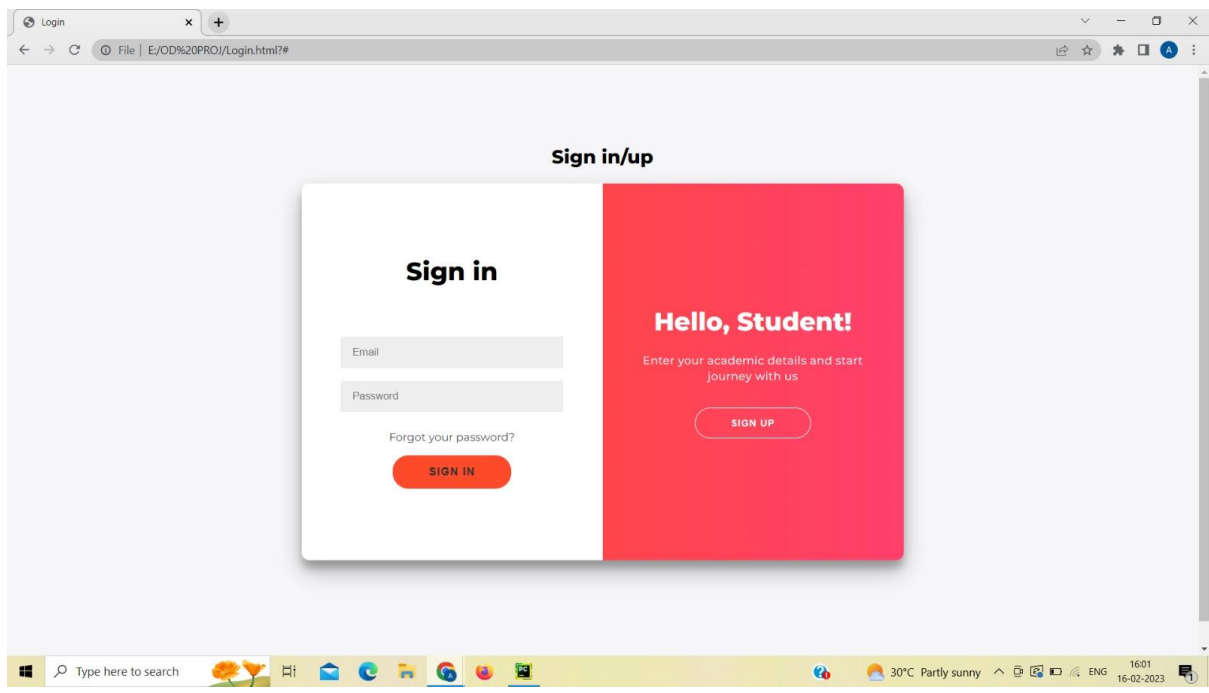 Login
File | E:/OD%20PROJ/Login.html?#
A
Sign in/up
Sign in
Email
Password
Forgot your password?
SIGN IN
Hello, Student!
Enter your academic details and start
journey with us
SIGN UP
Type here to search
PC
30°C Partly sunny
ENG
16:01
16-02-2023
1